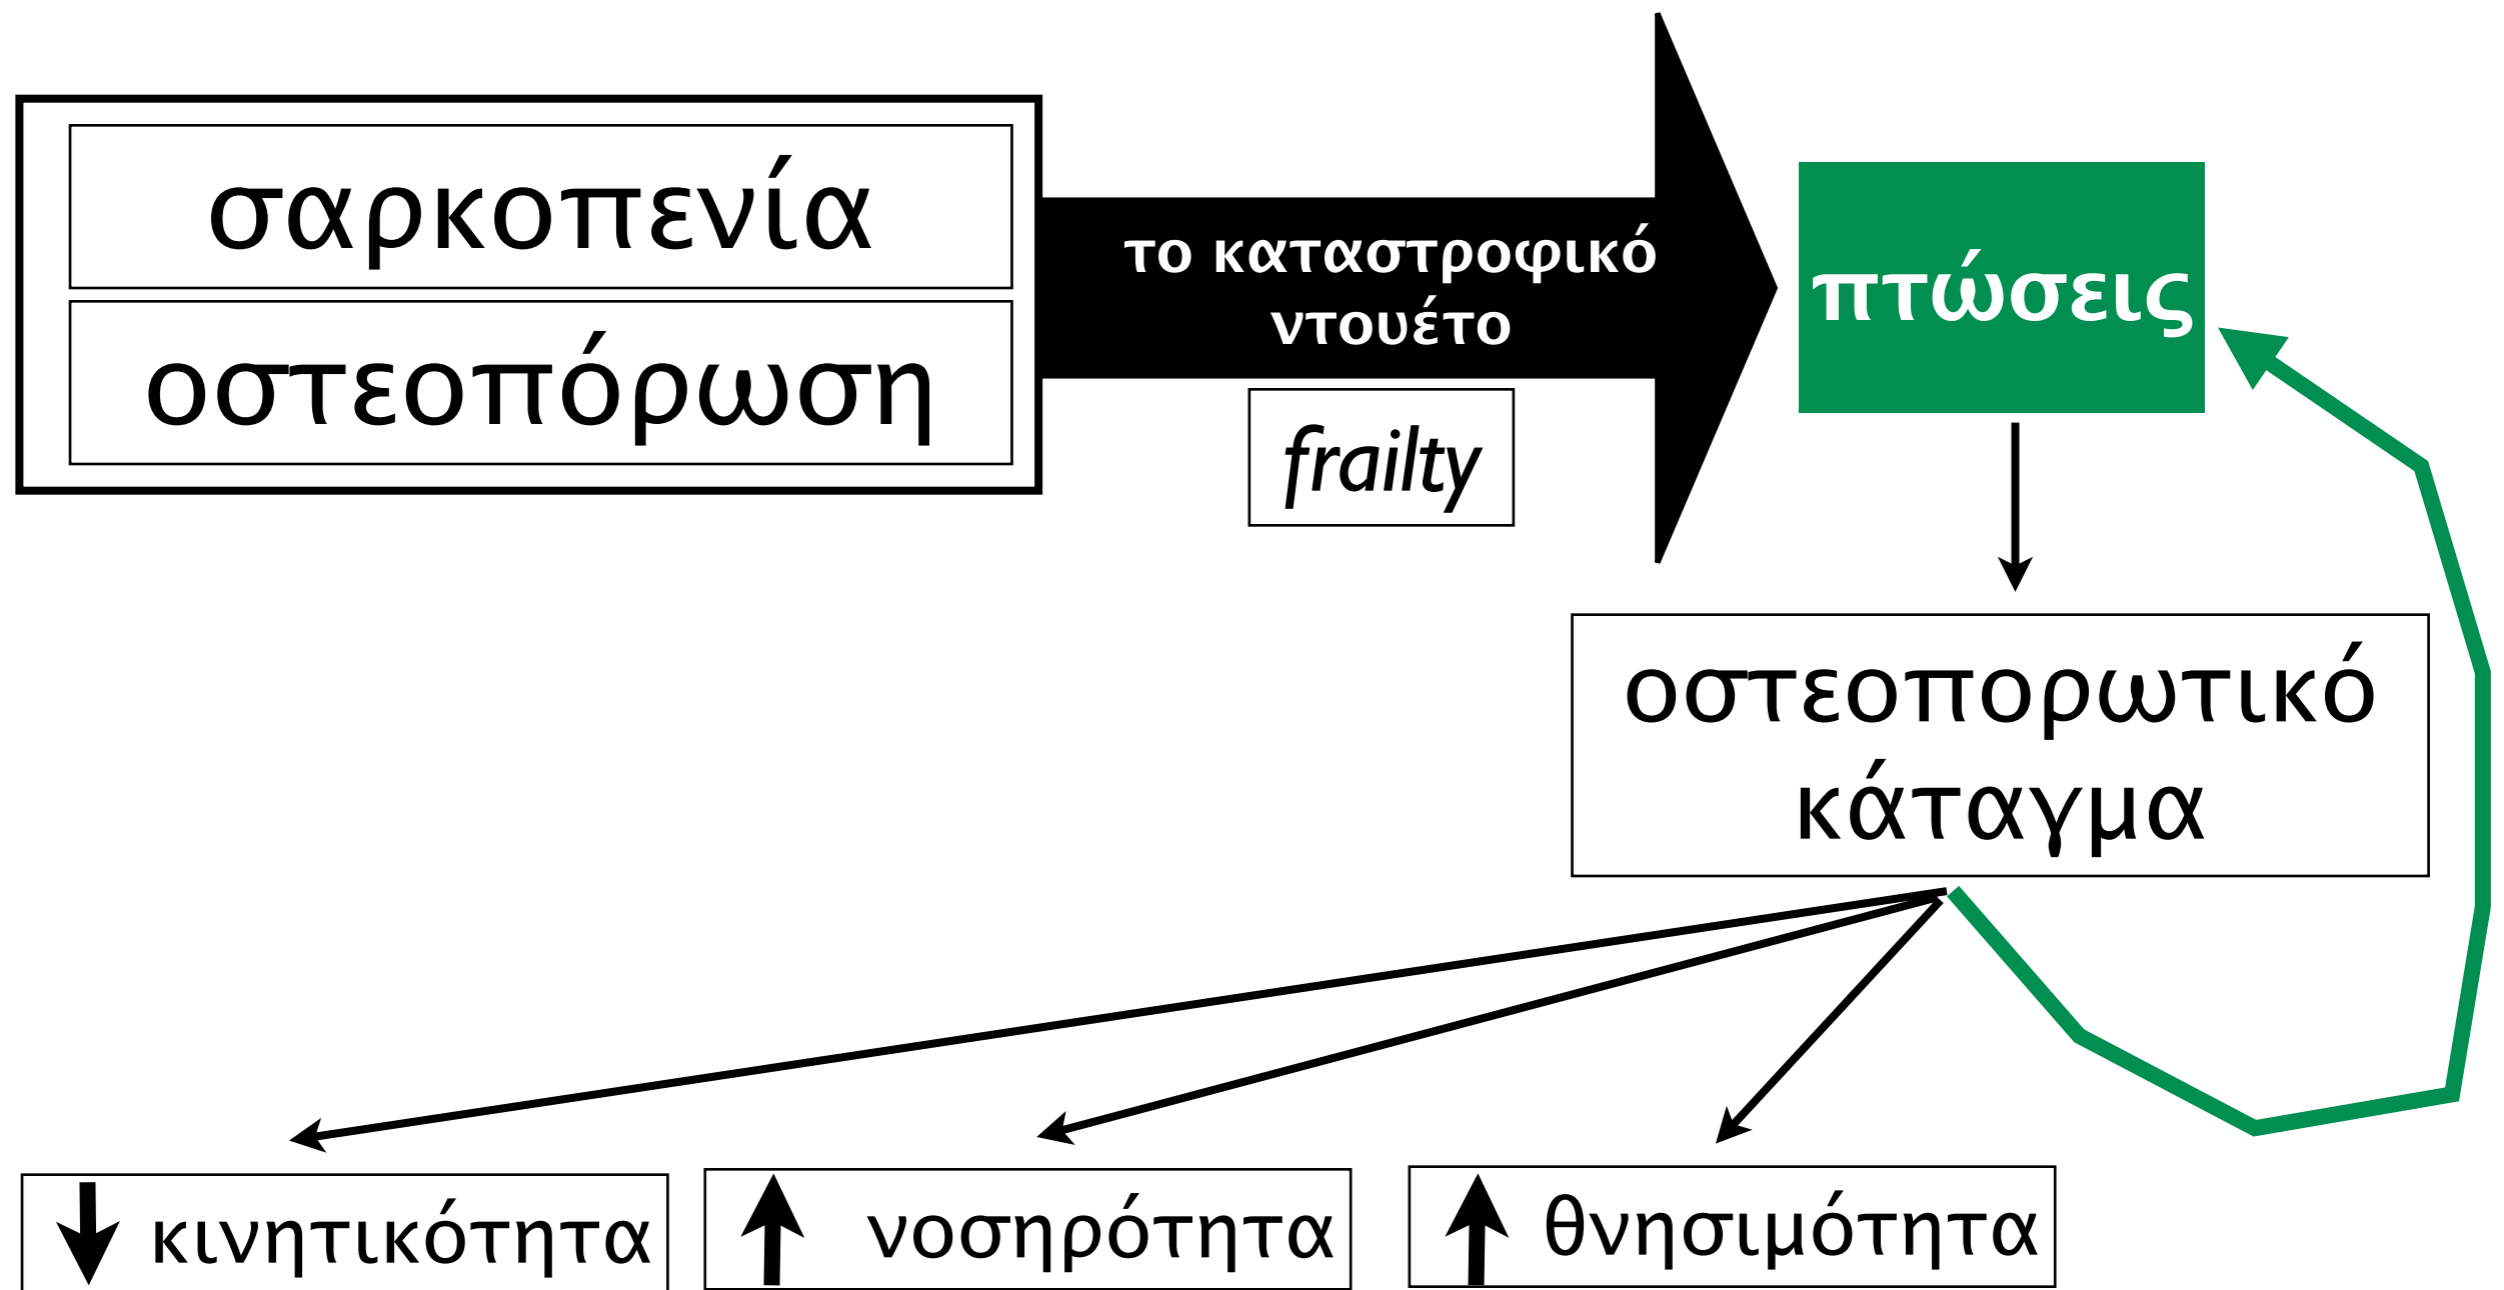 σαρκοπενία
οστεοπόρωση
το καταστροφικό
ντουέτο
frailty
πτώσεις
οστεοπορωτικό
κάταγμα
κινητικότητα
νοσηρότητα
θνησιμότητα